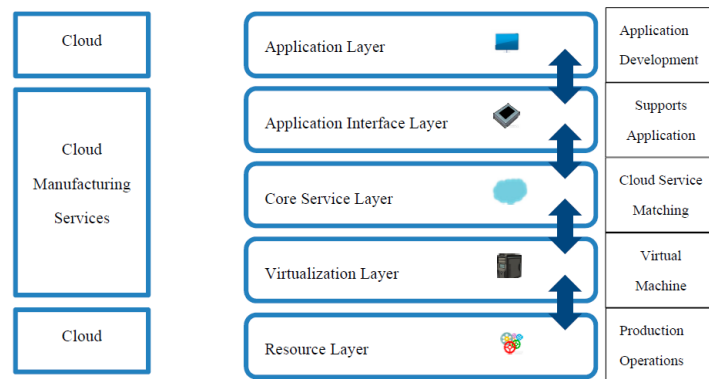 Cloud
Cloud
Manufacturing
Services
Cloud
Application Layer
Application Interface Layer
Core Service Layer
Virtualization Layer
Resource Layer
Application
Development
Supports
Application
Cloud Service
Matching
Virtual
Machine
Production
Operations